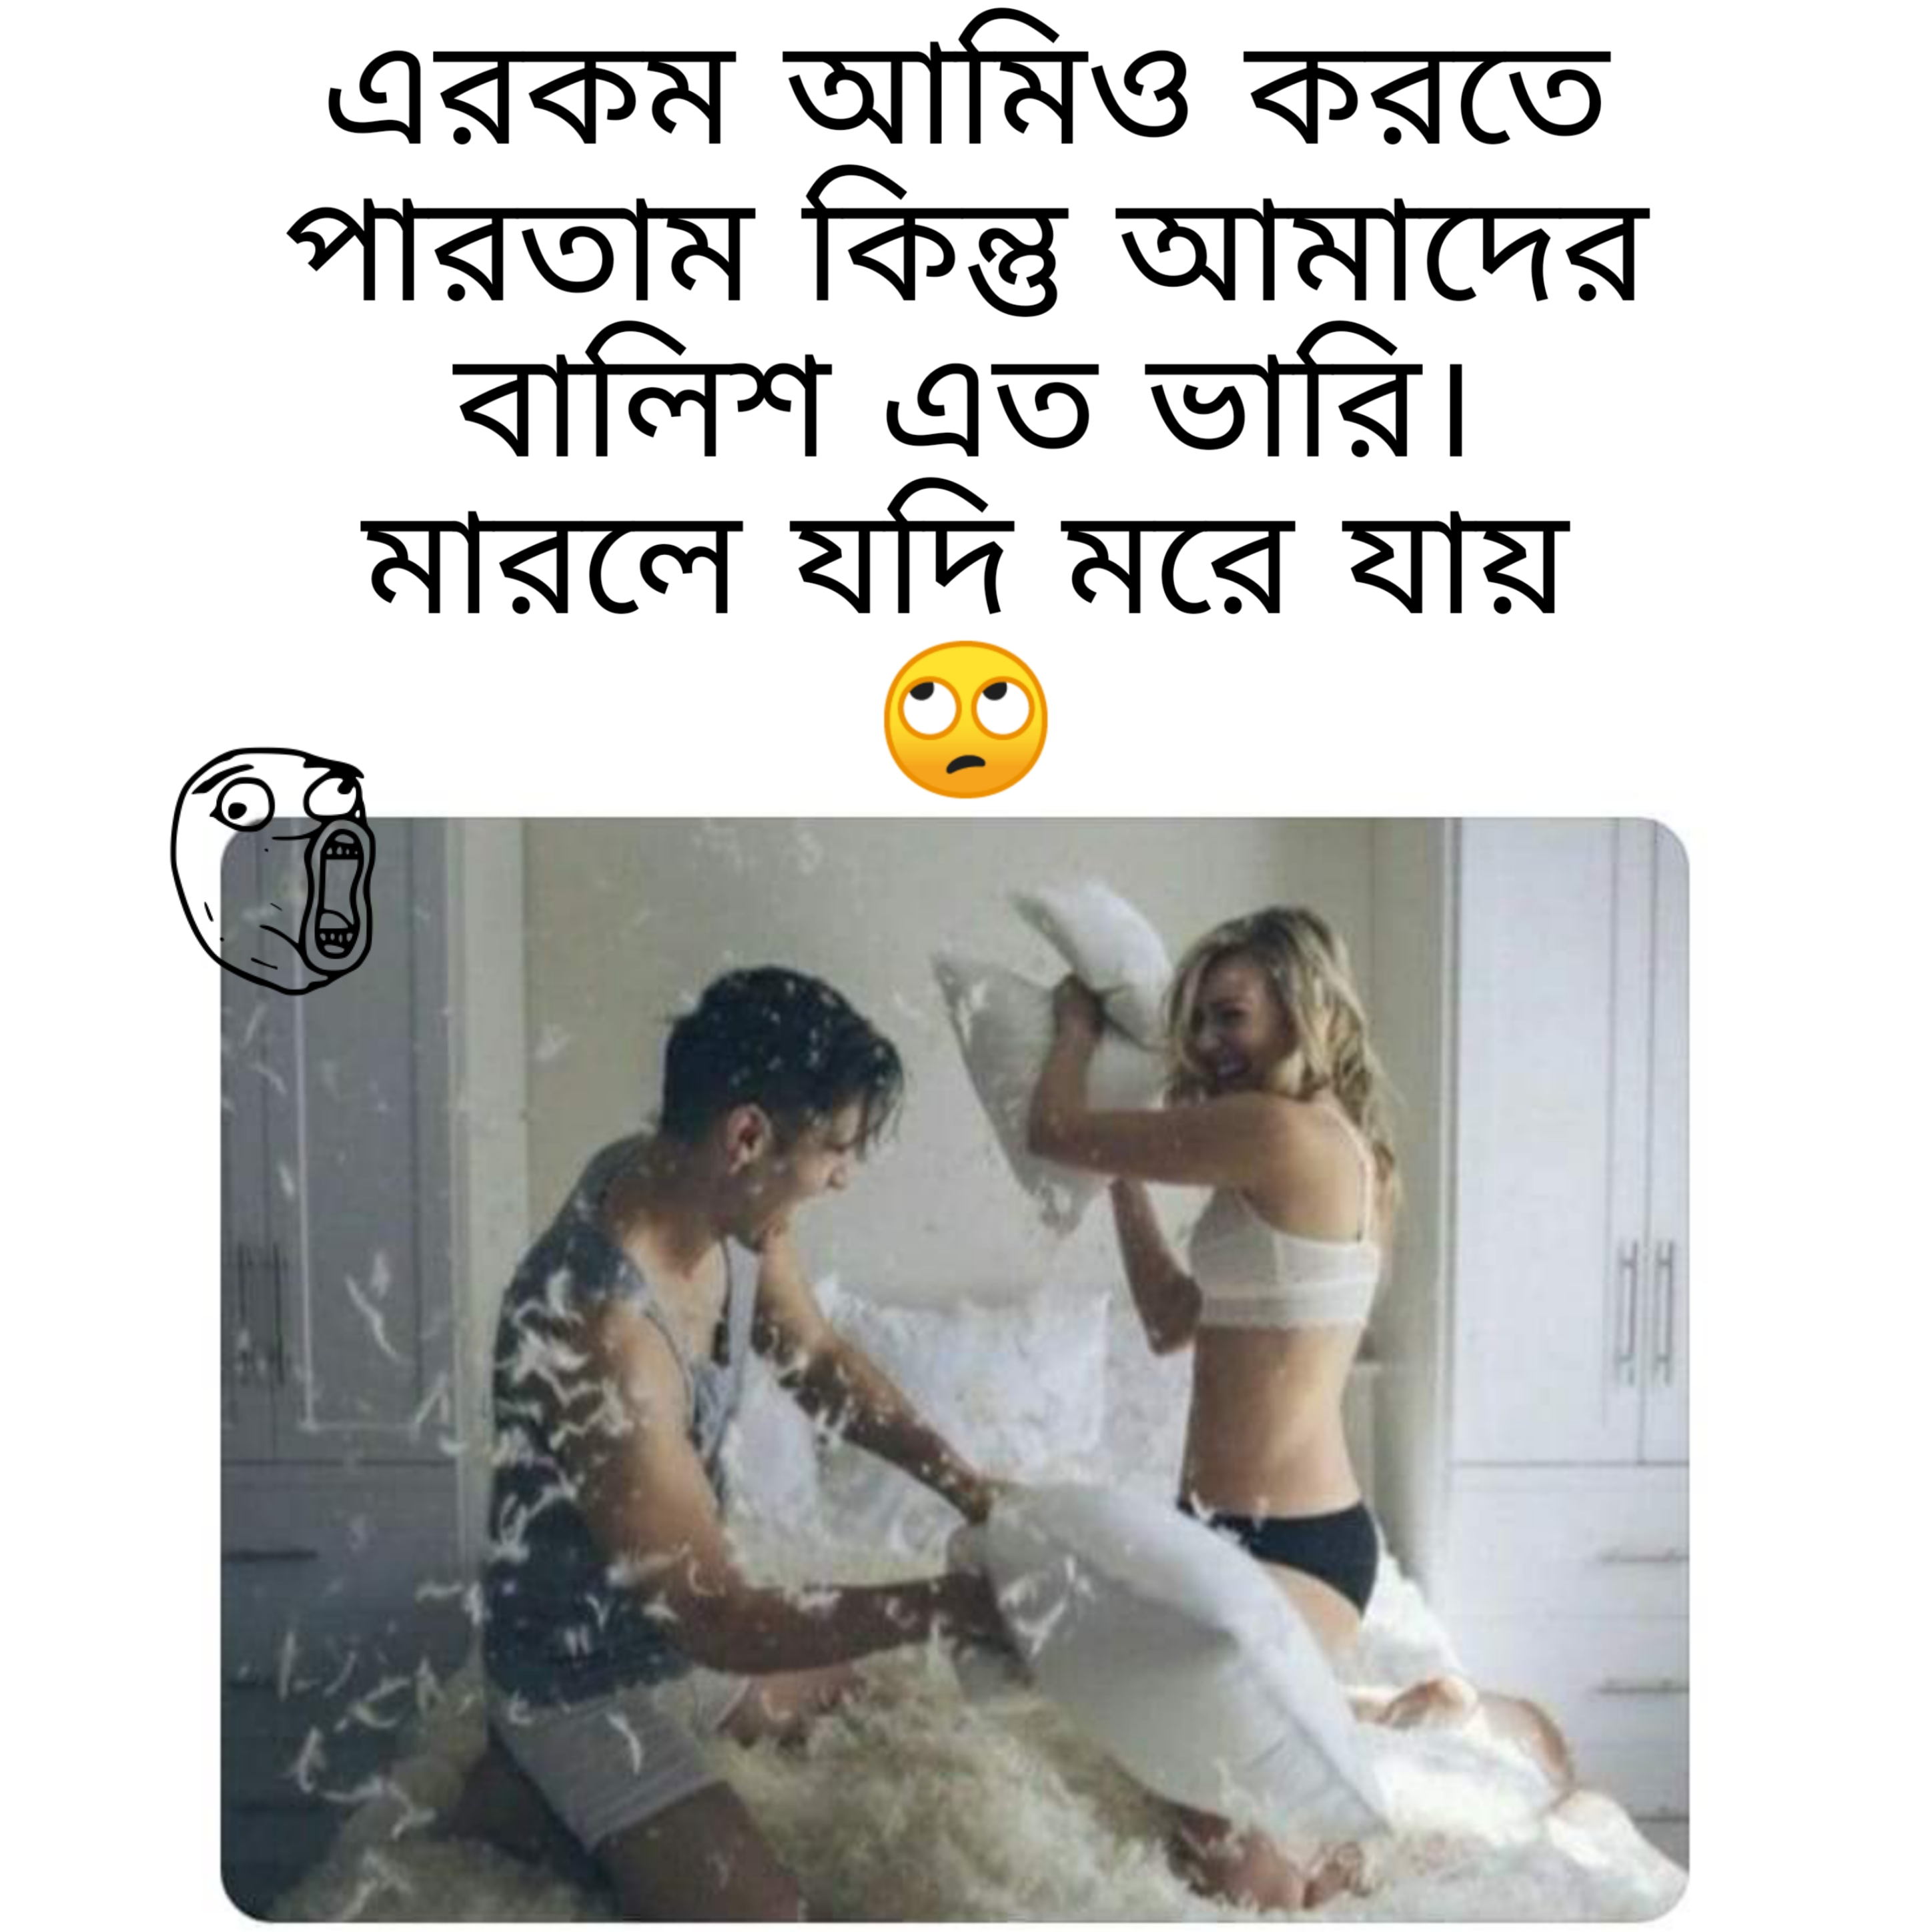 এরকম আমিও করতে
পারতাম কিন্তু আমাদের
বালিশ এত ভারি।
মারলে যদি মরে যায়
🙄